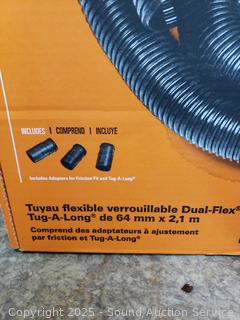 INCLUDES | COMPREND | INCLUYE
Includes Adapters for Friction Fit and Tug-A-Long®
Tuyau flexible verrouillable Dual-Flex®
Tug-A-Long® de 64 mm x 2,1 m
Comprend des adaptateurs à ajustement
par friction et Tug-A-Long®
Copyright 2025 - Sound Auction Service